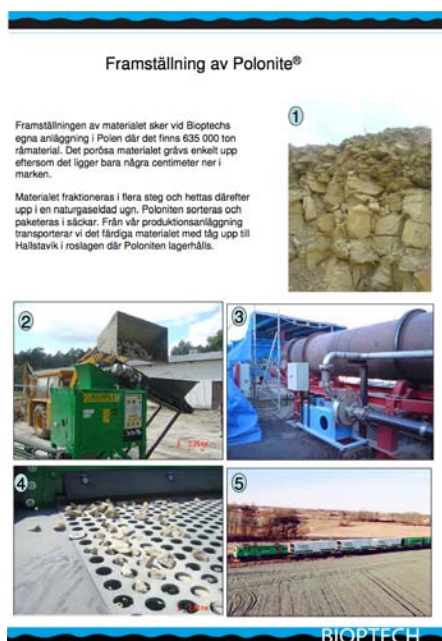 Framställning av Polonite®
Framställningen av materialet sker vid Bioptechs
egna anläggning i Polen där det finns 635 000 ton
råmaterial. Det porösa materialet grävs enkelt upp
eftersom det ligger bara några centimeter ner i
marken.
Materialet fraktioneras i flera steg och hettas därefter
upp i en naturgaseldad ugn. Poloniten sorteras och
paketeras i säckar. Från vår produktionsanläggning
transporterar vi det färdiga materialet med tåg upp till
Hallstavik i roslagen där Poloniten lagerhålls.
1
2
3
4
5
BIOPTECH